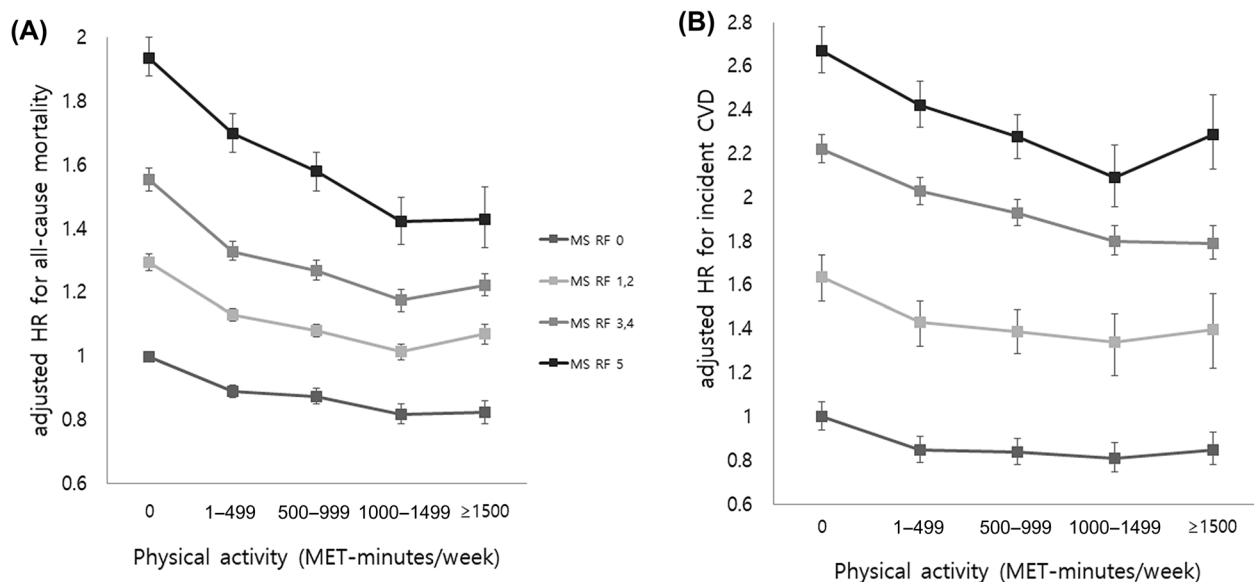 (A)
adjusted HR for all-cause mortality
2
1.8
1.6
1.4
1.2
1
0.8
0.6
0 1–499 500–999 1000–1499 ≥1500
Physical activity (MET-minutes/week)
MS RF 0
MS RF 1,2
MS RF 3,4
MS RF 5
(B)
adjusted HR for incident CVD
2.8
2.6
2.4
2.2
2
1.8
1.6
1.4
1.2
1
0.8
0.6
0 1–499 500–999 1000–1499 ≥1500
Physical activity (MET-minutes/week)